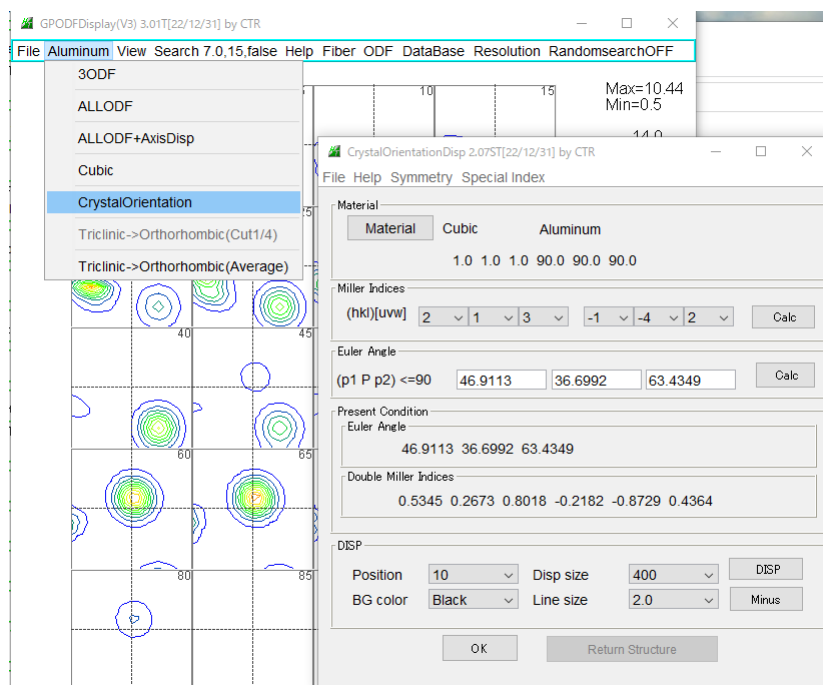 GPODFDisplay(V3) 3.01T[22/12/31] by CTR
File Aluminum View Search 7.0,15,false Help Fiber ODF DataBase Resolution RandomsearchOFF
3ODF
ALLODF
ALLODF+AxisDisp
Cubic
CrystalOrientation
Triclinic->Orthorhombic(Cut1/4)
Triclinic->Orthorhombic(Average)
10 15
Max=10.44
Min=0.5
14.0
40 45
60 65
80 85
CrystalOrientationDisp 2.07ST[22/12/31] by CTR
File Help Symmetry Special Index
Material
Material Cubic Aluminum
1.0 1.0 1.0 90.0 90.0 90.0
Miller Indices
(hkl)[uvw] 2 1 3 -1 -4 2 Calc
Euler Angle
(p1 P p2) <=90 46.9113 36.6992 63.4349 Calc
Present Condition
Euler Angle
46.9113 36.6992 63.4349
Double Miller Indices
0.5345 0.2673 0.8018 -0.2182 -0.8729 0.4364
DISP
Position 10 Disp size 400 DISP
BG color Black Line size 2.0 Minus
OK Return Structure